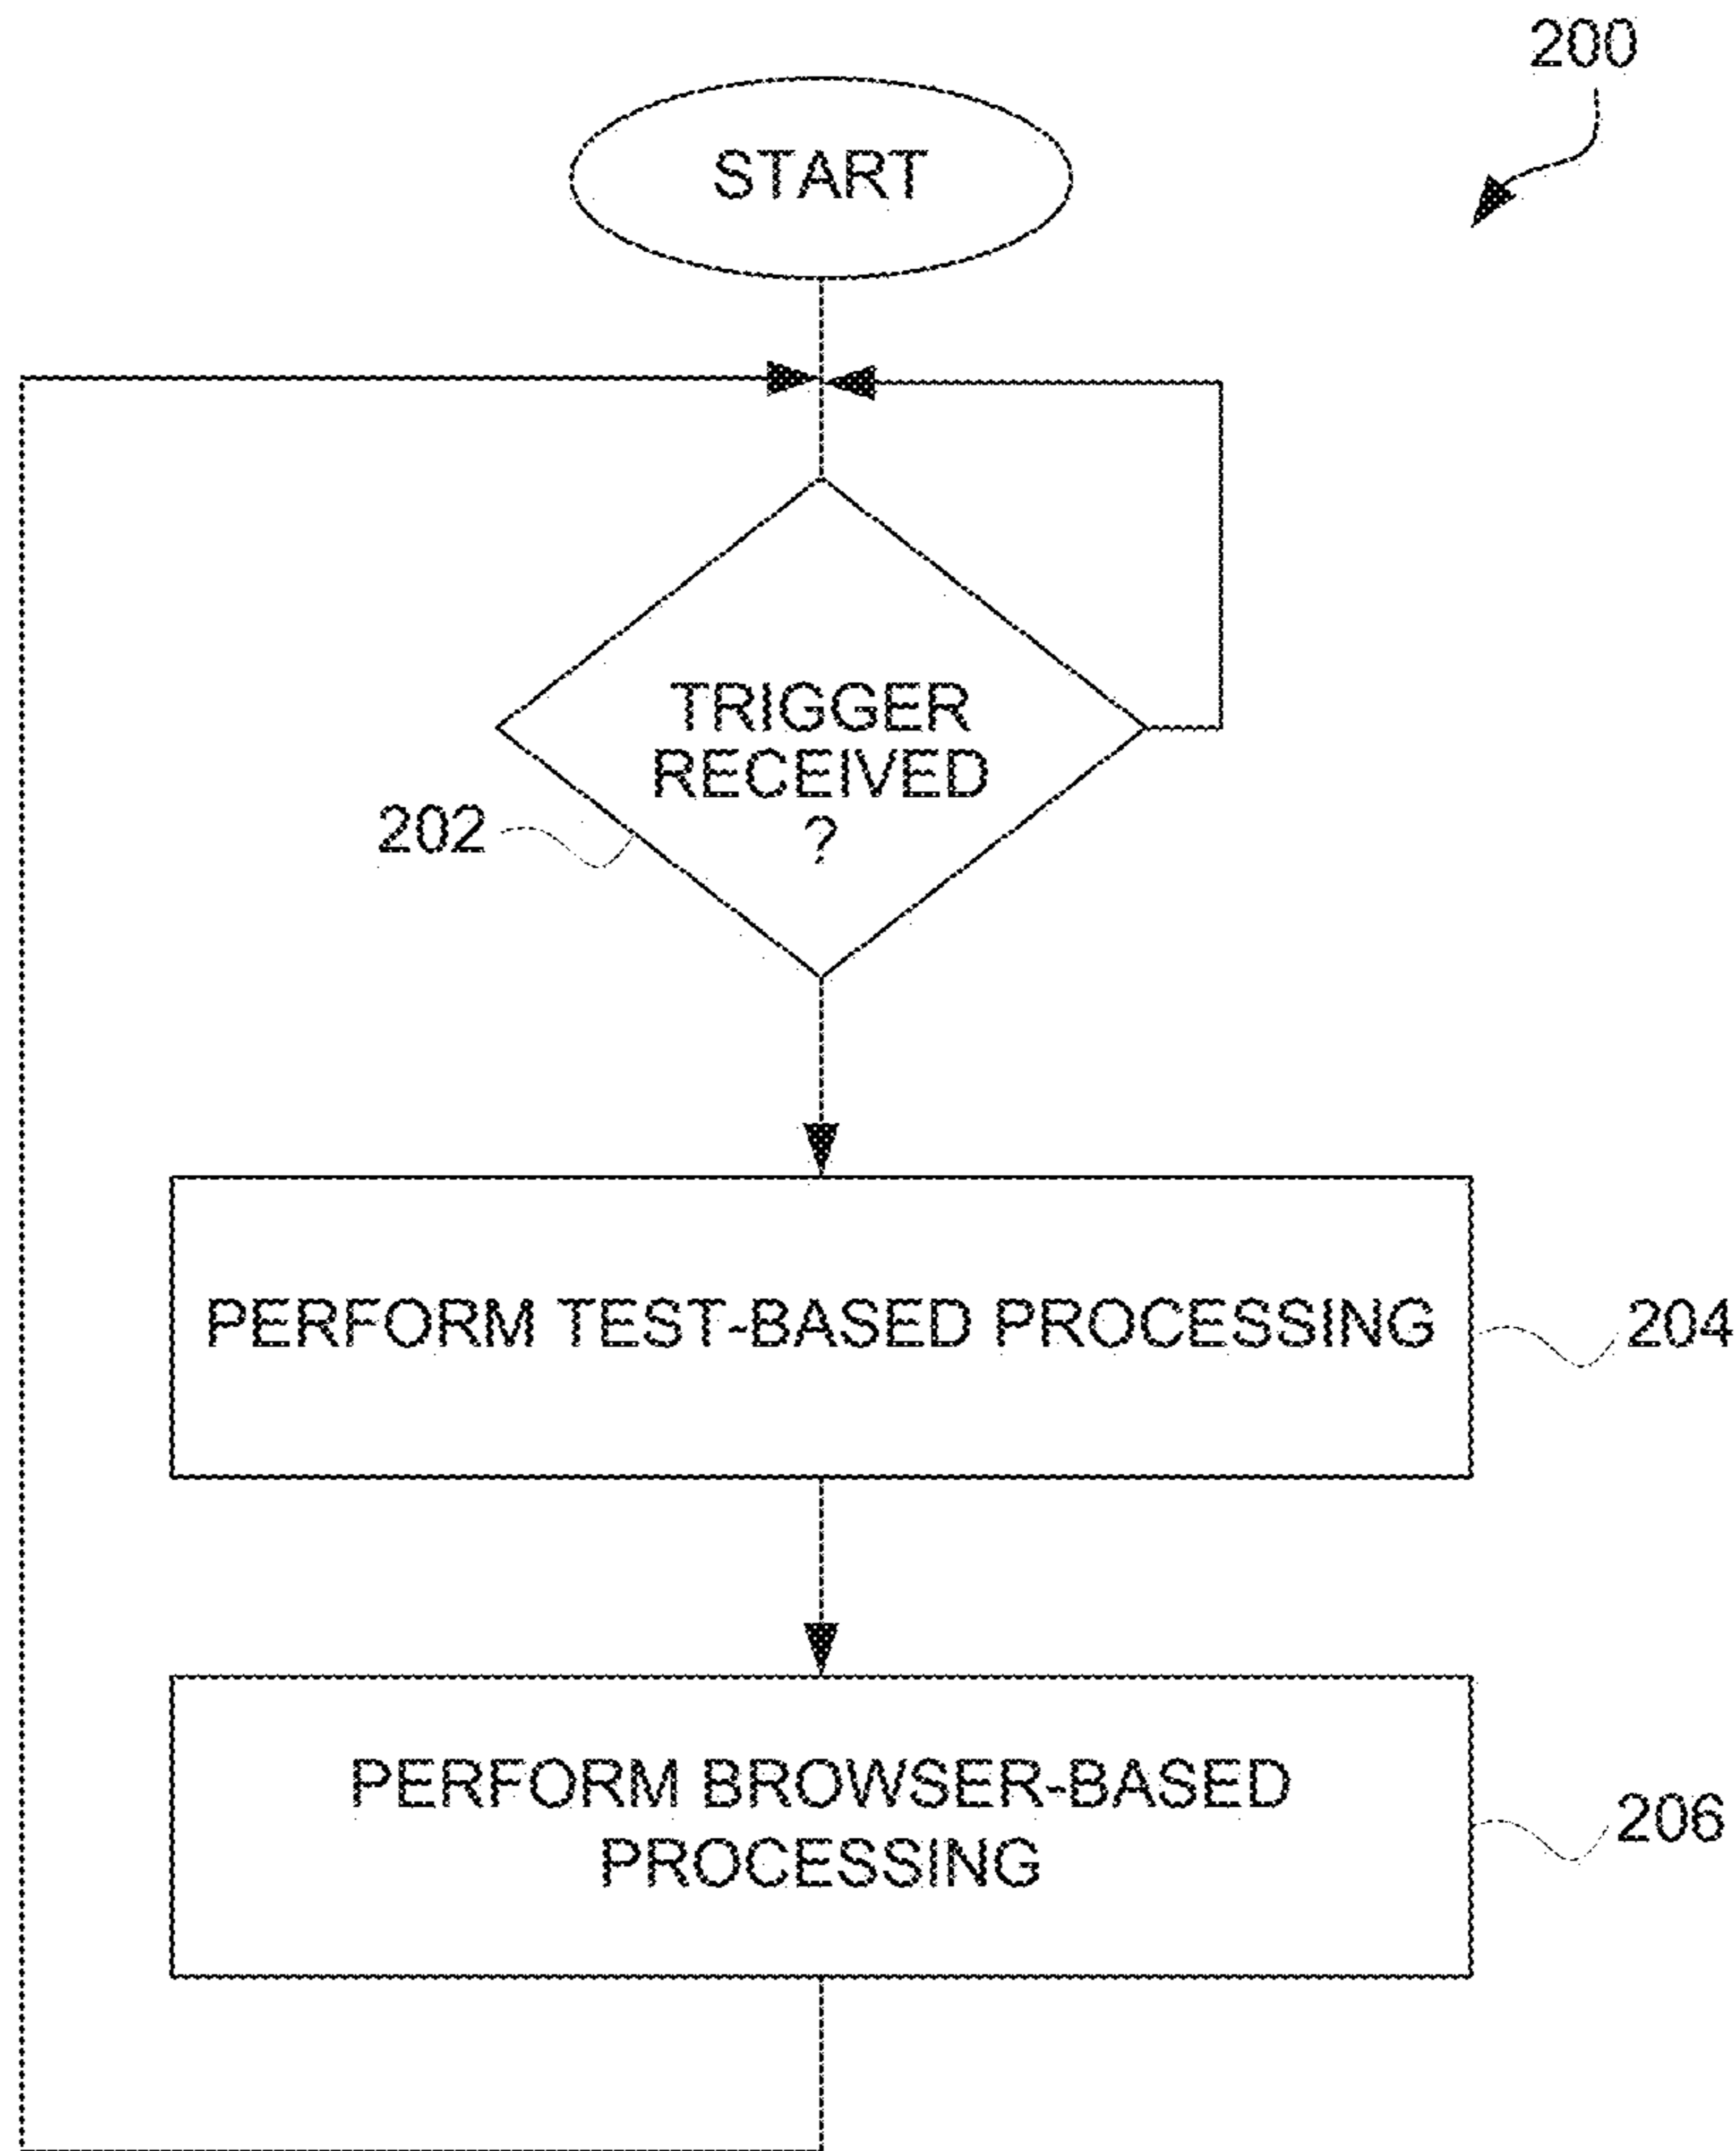 200
START
TRIGGER
RECEIVED
?
202
PERFORM TEST-BASED PROCESSING
204
PERFORM BROWSER-BASED
PROCESSING
206